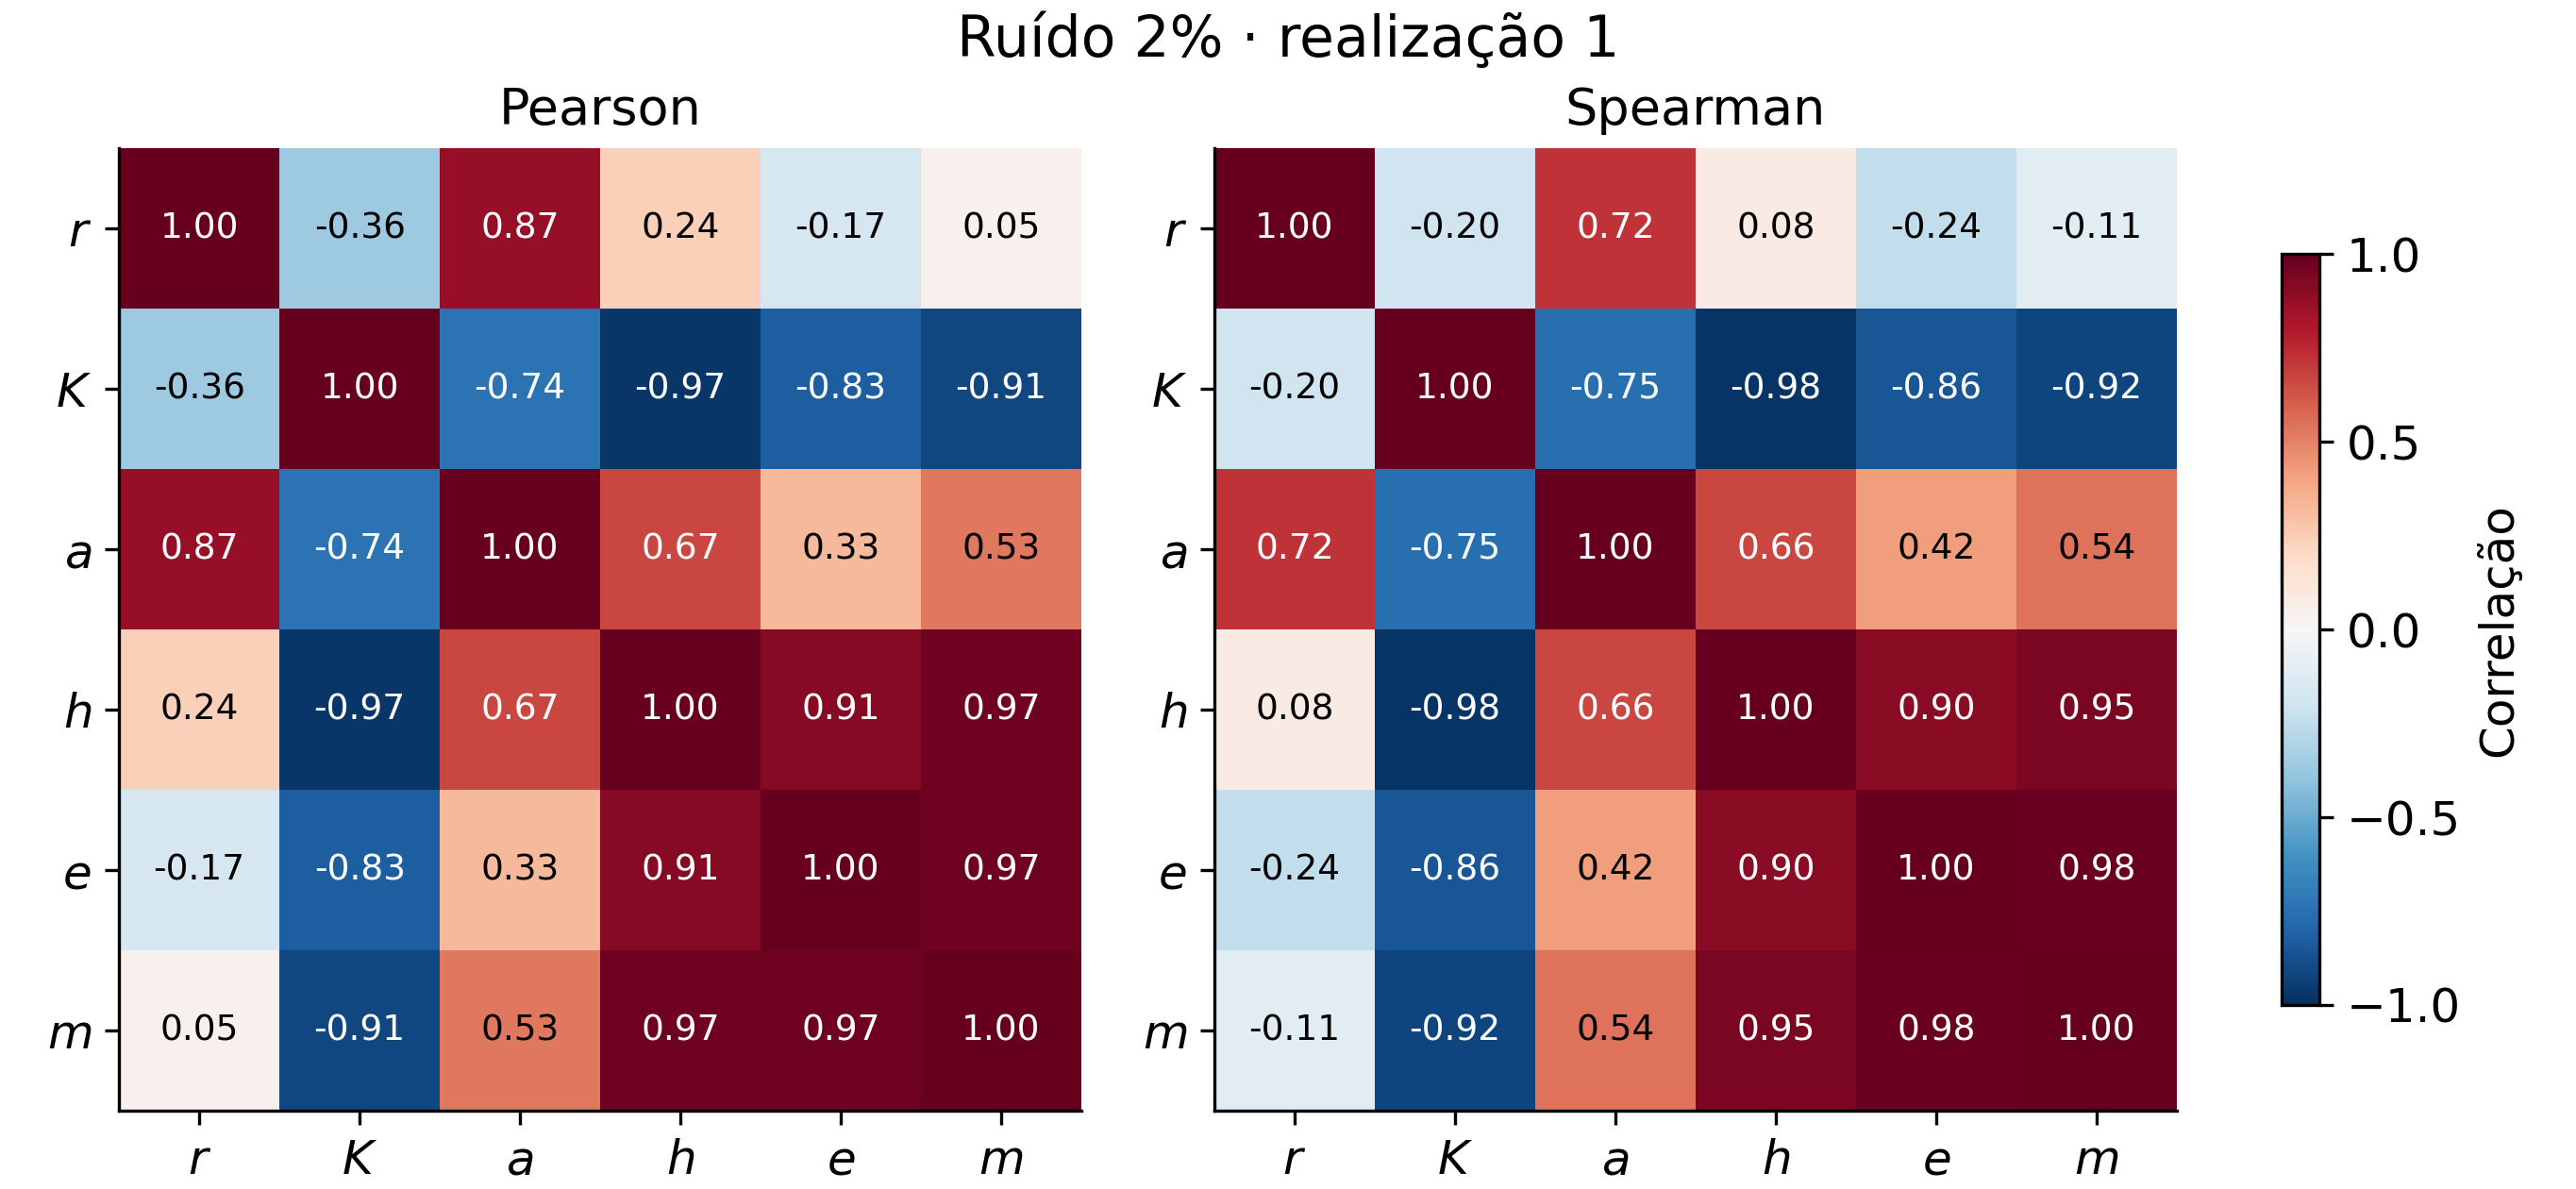 Ruído 2% · realização 1
Pearson
r 1.00 -0.36 0.87 0.24 -0.17 0.05
K -0.36 1.00 -0.74 -0.97 -0.83 -0.91
a 0.87 -0.74 1.00 0.67 0.33 0.53
h 0.24 -0.97 0.67 1.00 0.91 0.97
e -0.17 -0.83 0.33 0.91 1.00 0.97
m 0.05 -0.91 0.53 0.97 0.97 1.00
r K a h e m
Spearman
r 1.00 -0.20 0.72 0.08 -0.24 -0.11
K -0.20 1.00 -0.75 -0.98 -0.86 -0.92
a 0.72 -0.75 1.00 0.66 0.42 0.54
h 0.08 -0.98 0.66 1.00 0.90 0.95
e -0.24 -0.86 0.42 0.90 1.00 0.98
m -0.11 -0.92 0.54 0.95 0.98 1.00
r K a h e m
1.0
0.5
0.0
−0.5
−1.0
Correlação